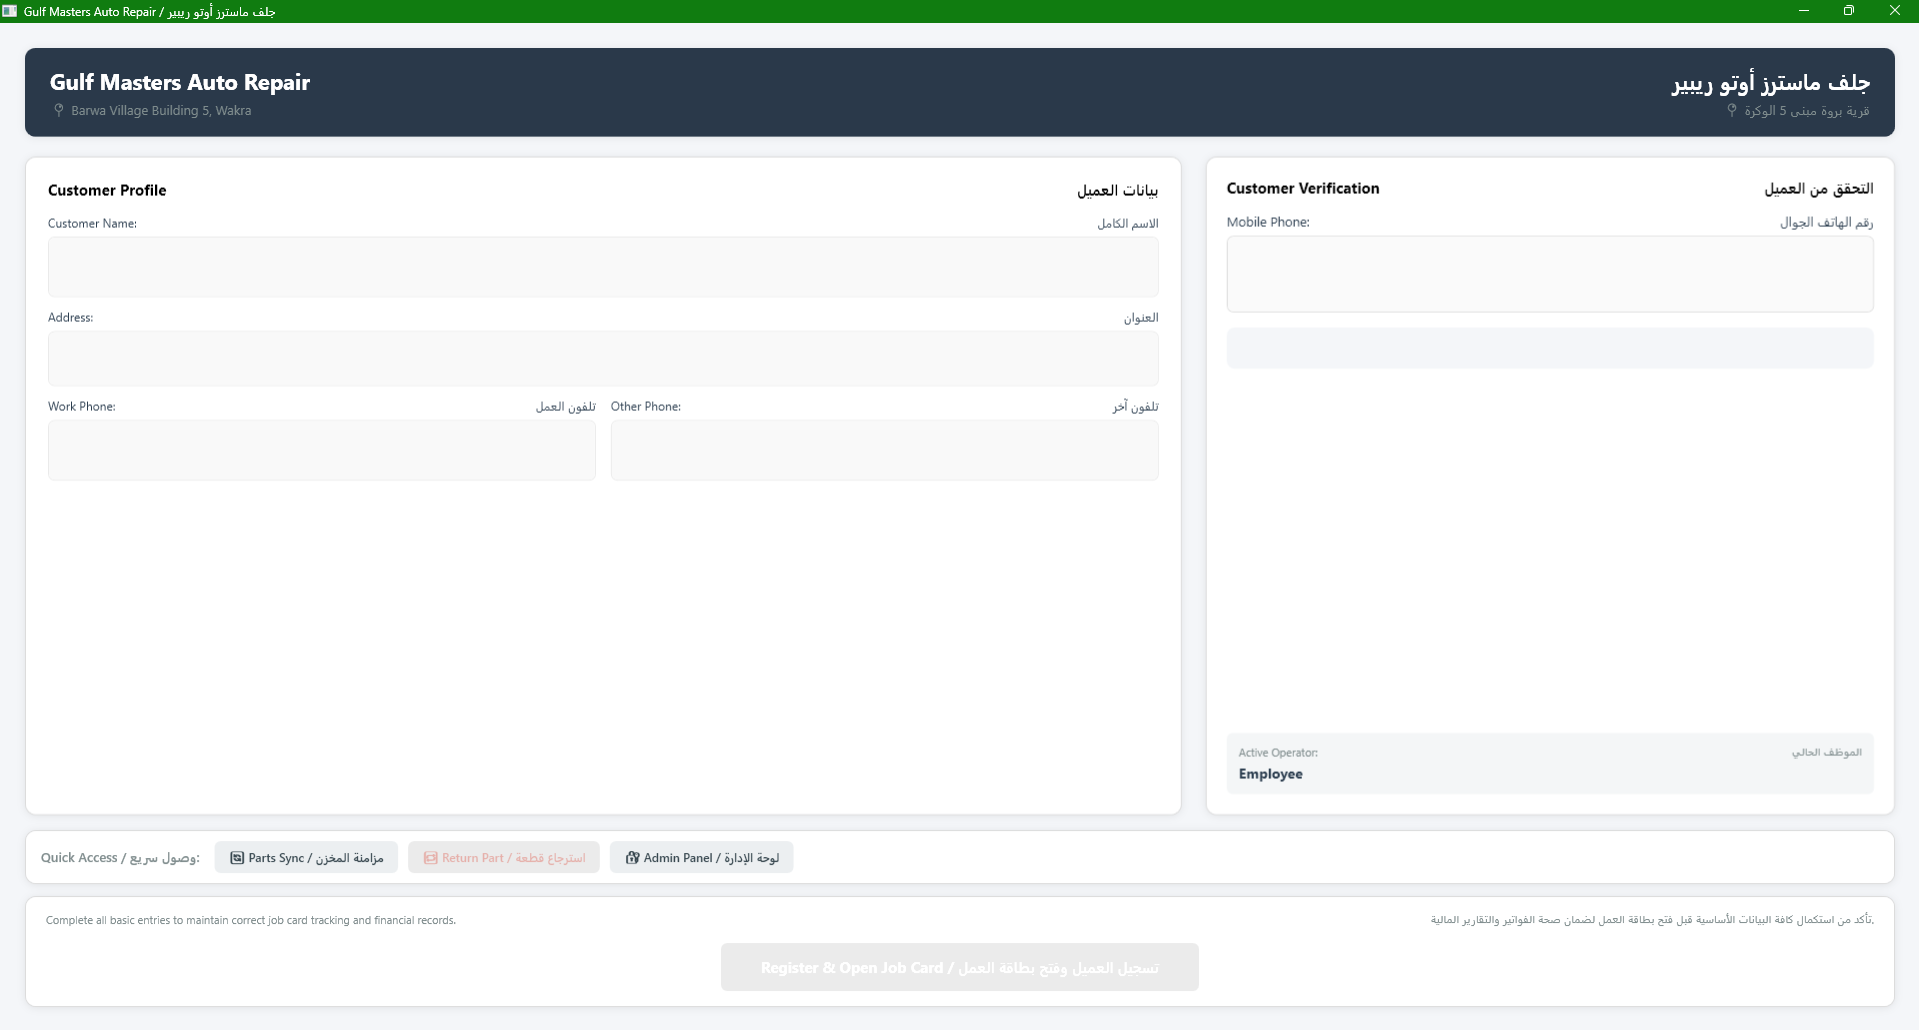 Gulf Masters Auto Repair / جلف ماسترز أوتو ريبير
Gulf Masters Auto Repair
جلف ماسترز أوتو ريبير
Barwa Village Building 5, Wakra
قرية بروة مبنى 5 الوكرة
Customer Profile
بيانات العميل
Customer Name:
الاسم الكامل
Address:
العنوان
Work Phone:
تلفون العمل
Other Phone:
تلفون آخر
Customer Verification
التحقق من العميل
Mobile Phone:
رقم الهاتف الجوال
Active Operator:
الموظف الحالي
Employee
Quick Access / وصول سريع:
Parts Sync / مزامنة المخزن
Return Part / استرجاع قطعة
Admin Panel / لوحة الإدارة
Complete all basic entries to maintain correct job card tracking and financial records.
تأكد من استكمال كافة البيانات الأساسية قبل فتح بطاقة العمل لضمان صحة الفواتير والتقارير المالية.
Register & Open Job Card / تسجيل العميل وفتح بطاقة العمل